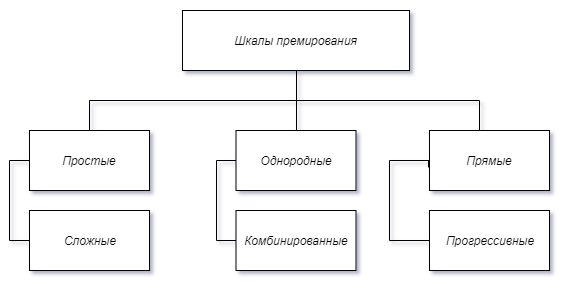 Шкалы премирования
Простые
Однородные
Прямые
Сложные
Комбинированные
Прогрессивные